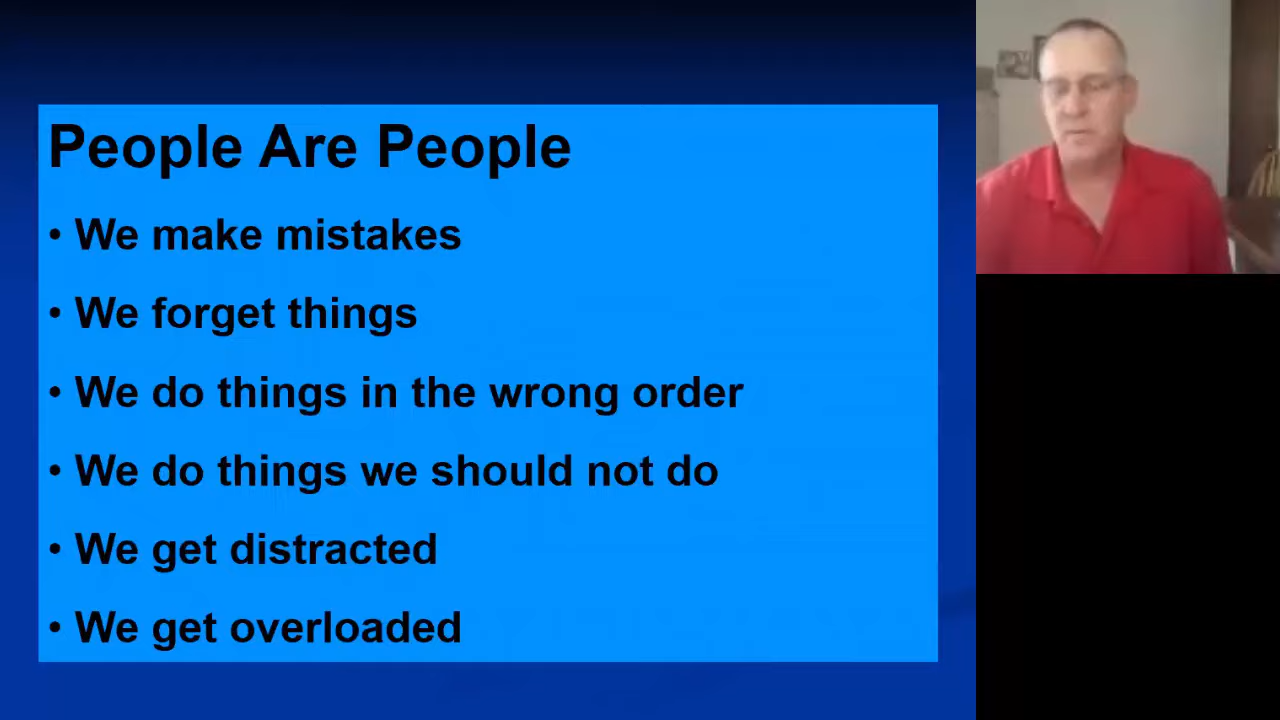 People Are People
• We make mistakes
• We forget things
• We do things in the wrong order
• We do things we should not do
• We get distracted
• We get overloaded